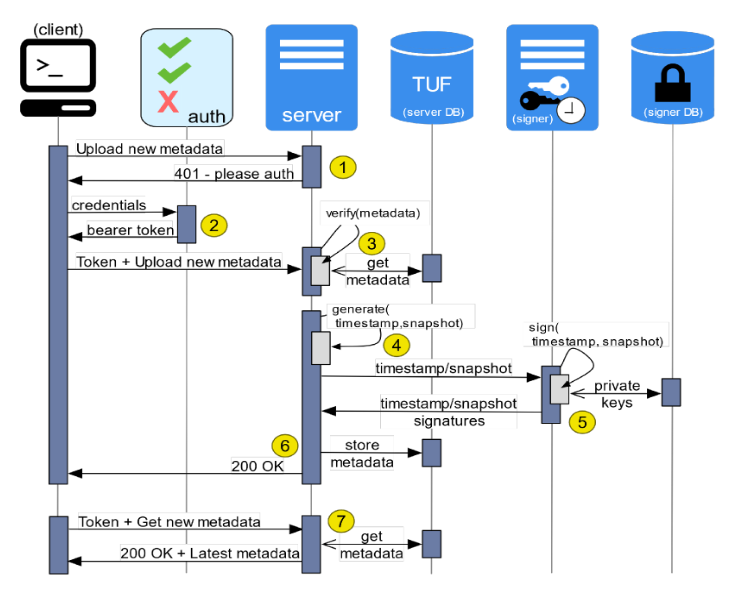 (client)
>_
auth
server
TUF
(server DB)
(signer)
(signer DB)
Upload new metadata
401 - please auth
1
credentials
bearer token
2
verify(metadata)
3
Token + Upload new metadata
get
metadata
generate(
timestamp,snapshot)
4
sign(
timestamp, snapshot)
timestamp/snapshot
private
keys
timestamp/snapshot
signatures
5
6
store
metadata
200 OK
7
Token + Get new metadata
get
metadata
200 OK + Latest metadata